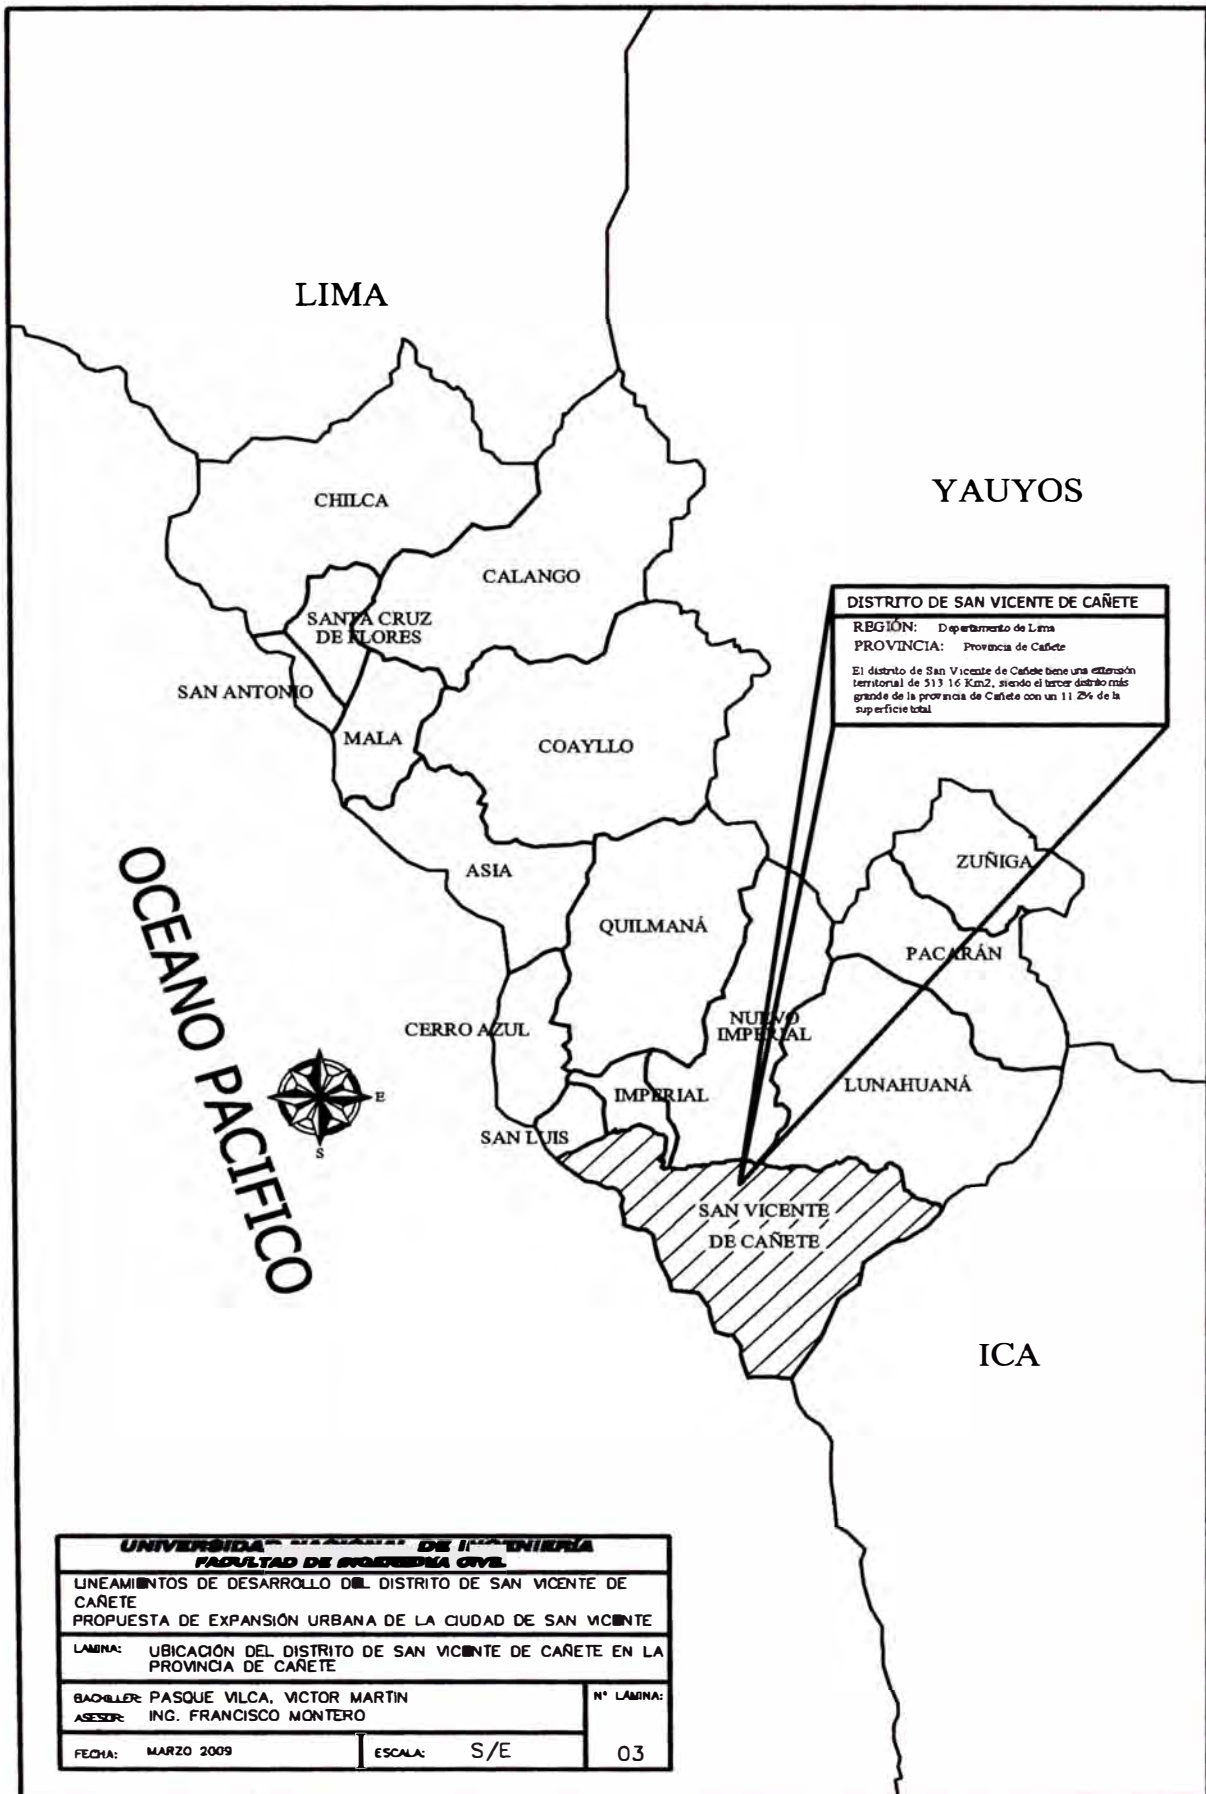 LIMA
CHILCA
YAUYOS
CALANGO
SANTA CRUZ
DE FLORES
DISTRITO DE SAN VICENTE DE CAÑETE
REGIÓN: Departamento de Lima
PROVINCIA: Provincia de Cañete
El distrito de San Vicente de Cañete tiene una extensión
territorial de 513 16 Km2, siendo el tercer distrito más
grande de la provincia de Cañete con un 11 2% de la
superficie total
SAN ANTONIO
MALA
COAYLLO
OCEANO PACIFICO
ASIA
ZUÑIGA
QUILMANÁ
PACARÁN
CERRO AZUL
NUEVO
IMPERIAL
LUNAHUANÁ
IMPERIAL
E
S
SAN LUIS
SAN VICENTE
DE CAÑETE
ICA
UNIVERSIDAD NACIONAL DE INGENIERÍA
FACULTAD DE INGENIERIA CIVIL
LINEAMIENTOS DE DESARROLLO DEL DISTRITO DE SAN VICENTE DE
CAÑETE
PROPUESTA DE EXPANSIÓN URBANA DE LA CIUDAD DE SAN VICENTE
LAMINA: UBICACIÓN DEL DISTRITO DE SAN VICENTE DE CAÑETE EN LA
PROVINCIA DE CAÑETE
BACHILLER: PASQUE VILCA, VICTOR MARTIN
ASESOR: ING. FRANCISCO MONTERO
N° LAMINA:
03
FECHA: MARZO 2009
ESCALA: S/E